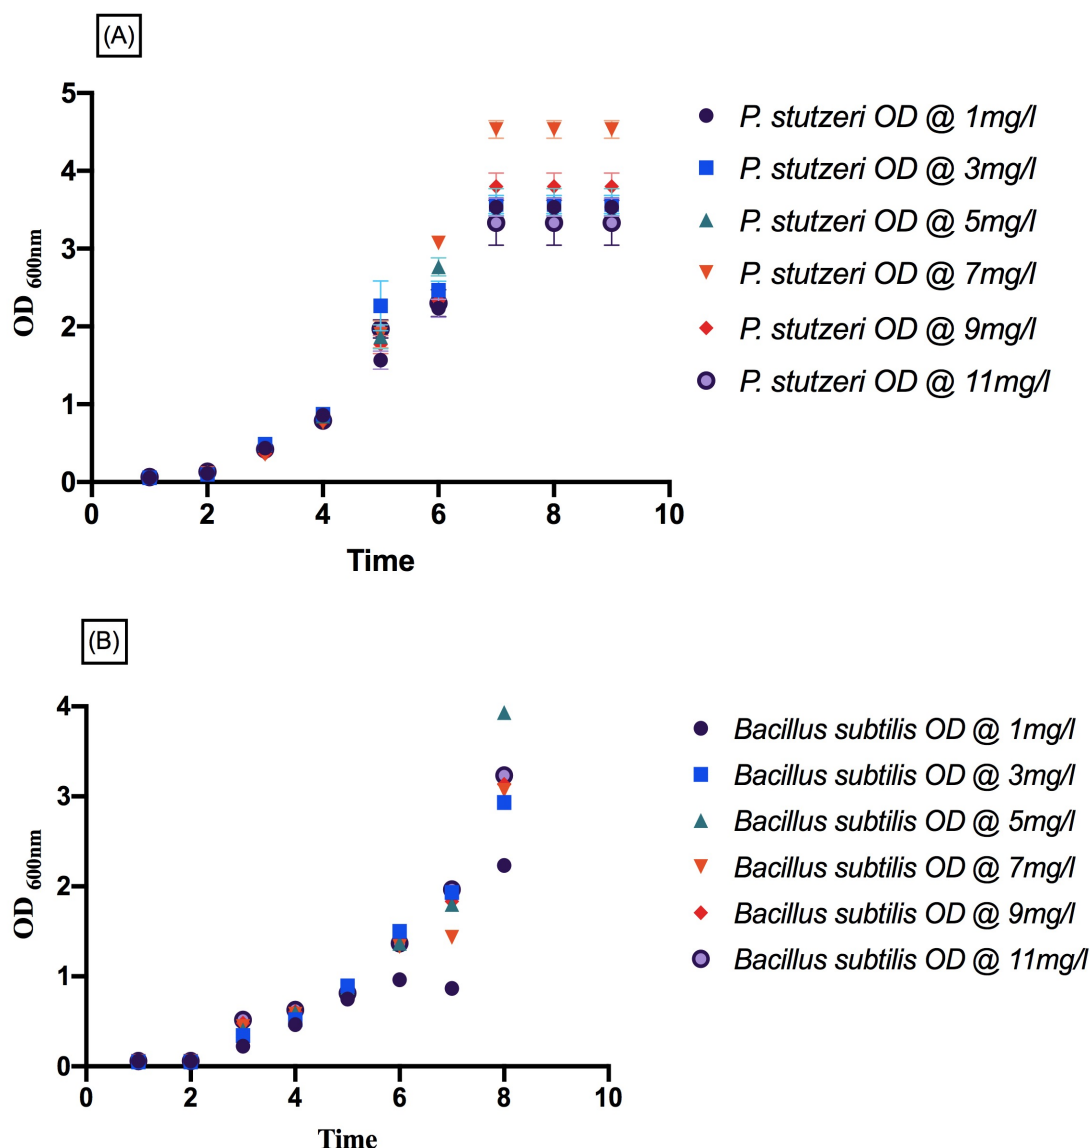 (A)
5
4
3
2
1
0
OD 600nm
0 2 4 6 8 10
Time
P. stutzeri OD @ 1mg/l
P. stutzeri OD @ 3mg/l
P. stutzeri OD @ 5mg/l
P. stutzeri OD @ 7mg/l
P. stutzeri OD @ 9mg/l
P. stutzeri OD @ 11mg/l
(B)
4
3
2
1
0
OD 600nm
0 2 4 6 8 10
Time
Bacillus subtilis OD @ 1mg/l
Bacillus subtilis OD @ 3mg/l
Bacillus subtilis OD @ 5mg/l
Bacillus subtilis OD @ 7mg/l
Bacillus subtilis OD @ 9mg/l
Bacillus subtilis OD @ 11mg/l